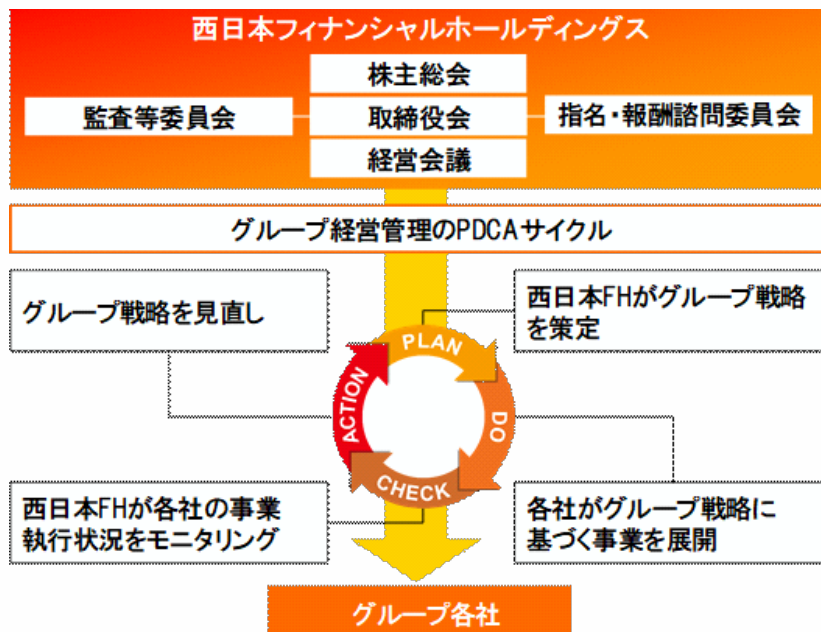 西日本フィナンシャルホールディングス
株主総会
監査等委員会
取締役会
指名・報酬諮問委員会
経営会議
グループ経営管理のPDCAサイクル
グループ戦略を見直し
西日本FHがグループ戦略
を策定
PLAN
ACTION
DO
CHECK
西日本FHが各社の事業
執行状況をモニタリング
各社がグループ戦略に
基づく事業を展開
グループ各社